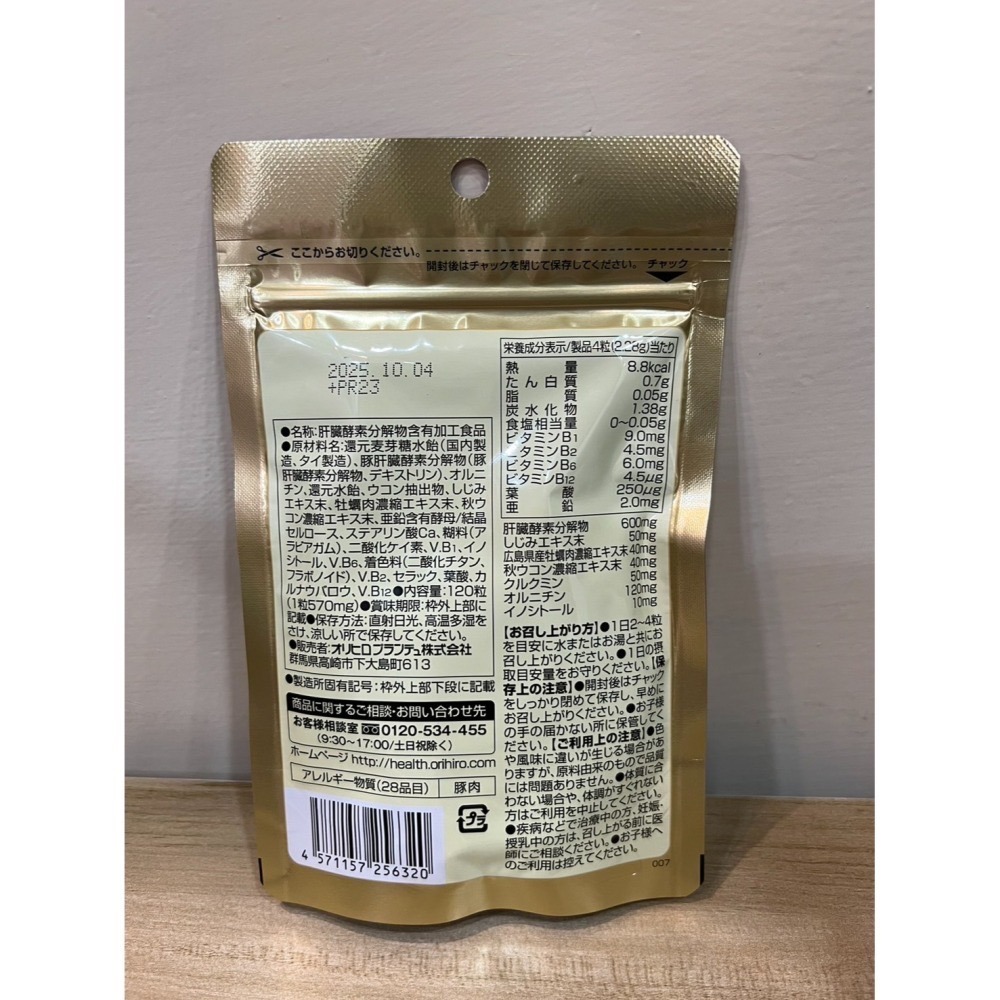 ここからお切りください。
開封後はチャックを閉じて保存してください。 チャック
2025.10.04
+PR23
●名称:肝臓酵素分解物含有加工食品
●原材料名:還元麦芽糖水飴(国内製
造、タイ製造)、豚肝臓酵素分解物(豚
肝臓酵素分解物、デキストリン)、オルニ
チン、還元水飴、ウコン抽出物、しじみ
エキス末、牡蠣肉濃縮エキス末、秋ウ
コン濃縮エキス末、亜鉛含有酵母/結晶
セルロース、ステアリン酸Ca、糊料(ア
ラビアガム)、二酸化ケイ素、V.B1、イノ
シトール、V.B6、着色料(二酸化チタン、
フラボノイド)、V.B2、セラック、葉酸、カ
ルナウバロウ、V.B12●内容量:120粒
(1粒570mg)●賞味期限:枠外上部に
記載●保存方法:直射日光、高温多湿を
さけ、涼しい所で保存してください。
●販売者:オリヒロプランデュ株式会社
群馬県高崎市下大島町613
●製造所固有記号:枠外上部下段に記載
商品に関するご相談・お問い合わせ先
お客様相談室 0120-534-455
(9:30~17:00/土日祝除く)
ホームページ http://health.orihiro.com
アレルギー物質(28品目) 豚肉
4 571157 256320
プラ
栄養成分表示/製品4粒(2.28g)当たり
熱量 8.8kcal
たん白質 0.7g
脂質 0.05g
炭水化物 1.38g
食塩相当量 0~0.05g
ビタミンB1 9.0mg
ビタミンB2 4.5mg
ビタミンB6 6.0mg
ビタミンB12 4.5μg
葉酸 250μg
亜鉛 2.0mg
肝臓酵素分解物 600mg
しじみエキス末 50mg
広島県産牡蠣肉濃縮エキス末 40mg
秋ウコン濃縮エキス末 40mg
クルクミン 50mg
オルニチン 120mg
イノシトール 10mg
【お召し上がり方】●1日2~4粒
を目安に水またはお湯と共にお
召し上がりください。●1日の摂
取目安量をお守りください。【保
存上の注意】●開封後はチャック
をしっかり閉めて保存し、早めに
お召し上がりください。●お子様
の手の届かない所に保管してく
ださい。【ご利用上の注意】●色
や風味に違いが生じる場合があ
りますが、原料由来のもので品質
には問題ありません。●体質に合
わない場合や、体調がすぐれない
方はご利用を中止してください。
●疾病などで治療中の方、妊娠・
授乳中の方は、召し上がる前に医
師にご相談ください。●お子様へ
のご利用は控えてください。
007